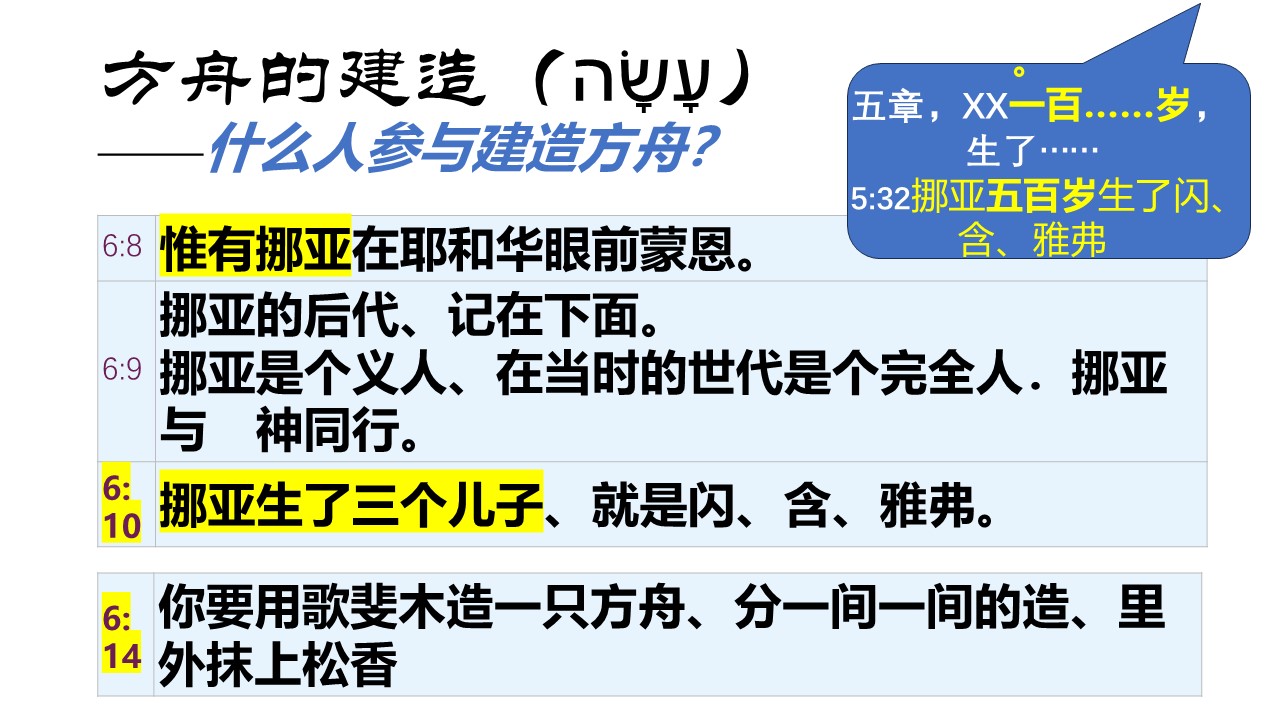 方舟的建造（עָשָׂה）
——什么人参与建造方舟?
。
五章，XX一百……岁，
生了……
5:32挪亚五百岁生了闪、
含、雅弗
6:8 惟有挪亚在耶和华眼前蒙恩。
挪亚的后代、记在下面。
6:9 挪亚是个义人、在当时的世代是个完全人．挪亚
与　神同行。
6:
10 挪亚生了三个儿子、就是闪、含、雅弗。
6:
14 你要用歌斐木造一只方舟、分一间一间的造、里
外抹上松香